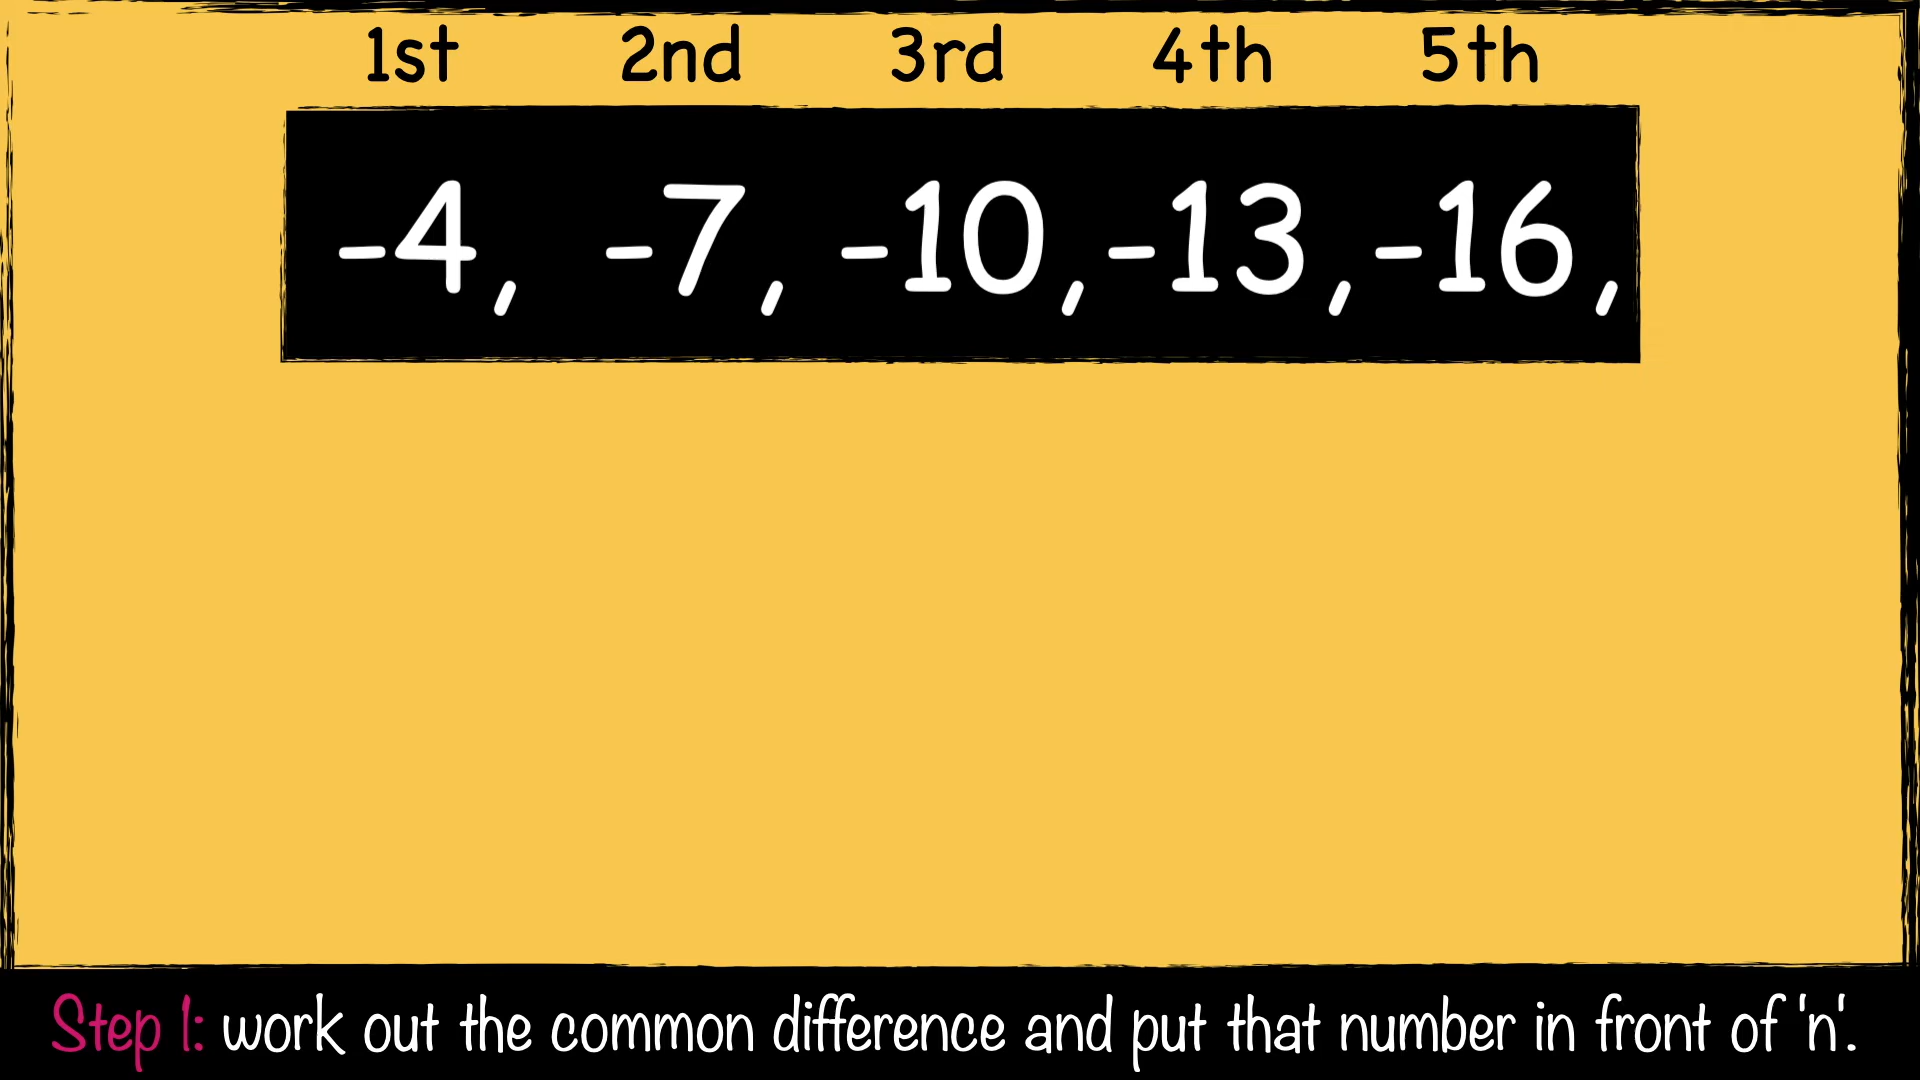 1st 2nd 3rd 4th 5th
-4, -7, -10, -13, -16,
Step 1: work out the common difference and put that number in front of 'n'.